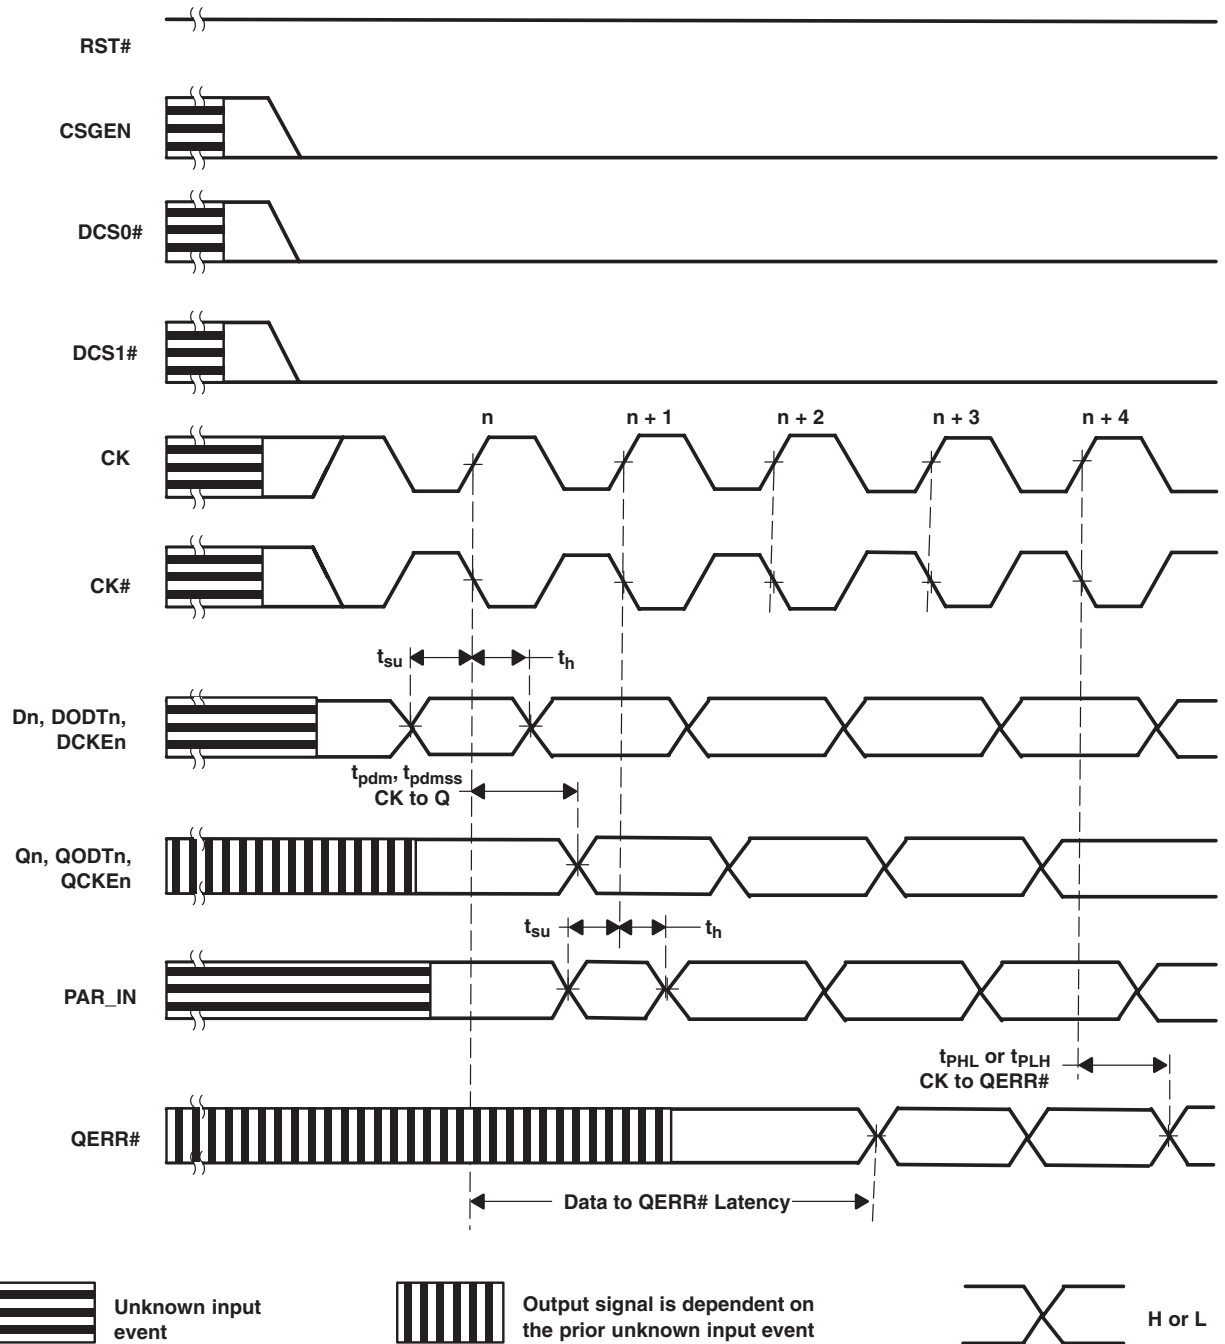 RST#
CSGEN
DCS0#
DCS1#
n
n + 1
n + 2
n + 3
n + 4
CK
CK#
tsu
th
Dn, DODTn,
DCKEn
tpdm, tpdmss
CK to Q
Qn, QODTn,
QCKEn
tsu
th
PAR_IN
tPHL or tPLH
CK to QERR#
QERR#
Data to QERR# Latency
Unknown input
event
Output signal is dependent on
the prior unknown input event
H or L